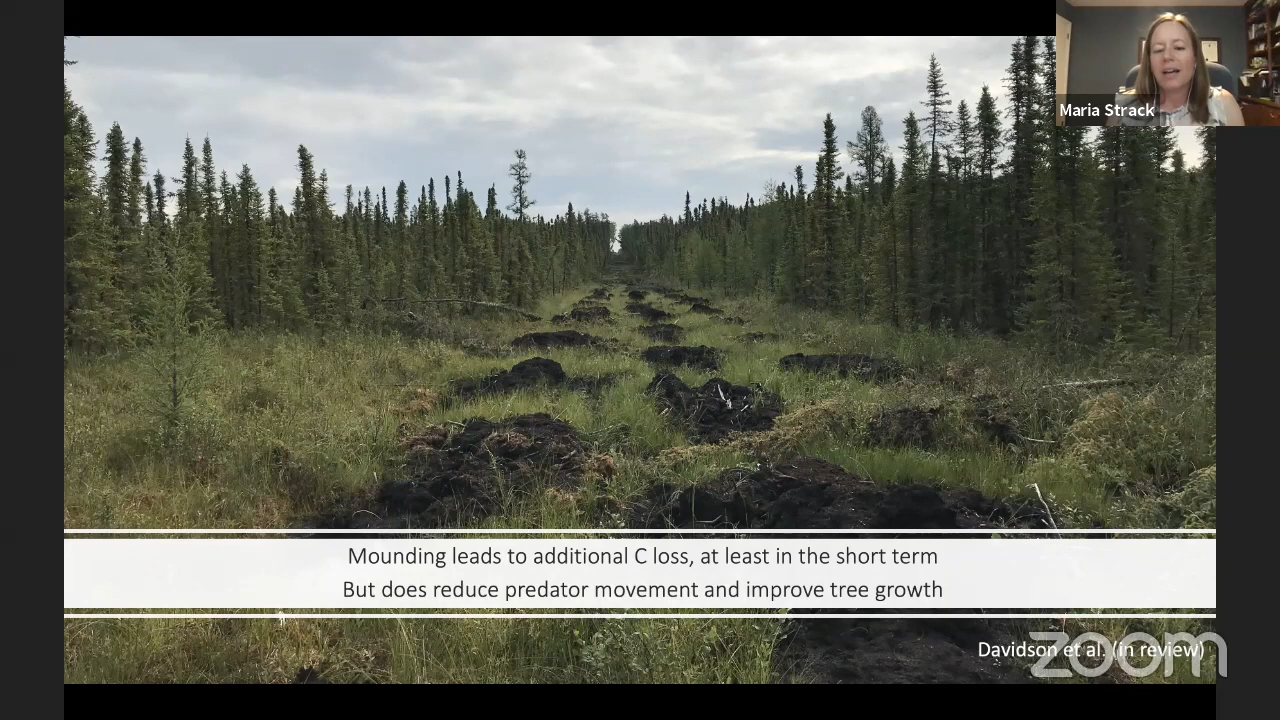 Maria Strack
Mounding leads to additional C loss, at least in the short term
But does reduce predator movement and improve tree growth
Davidson et al. (in review)
zoom